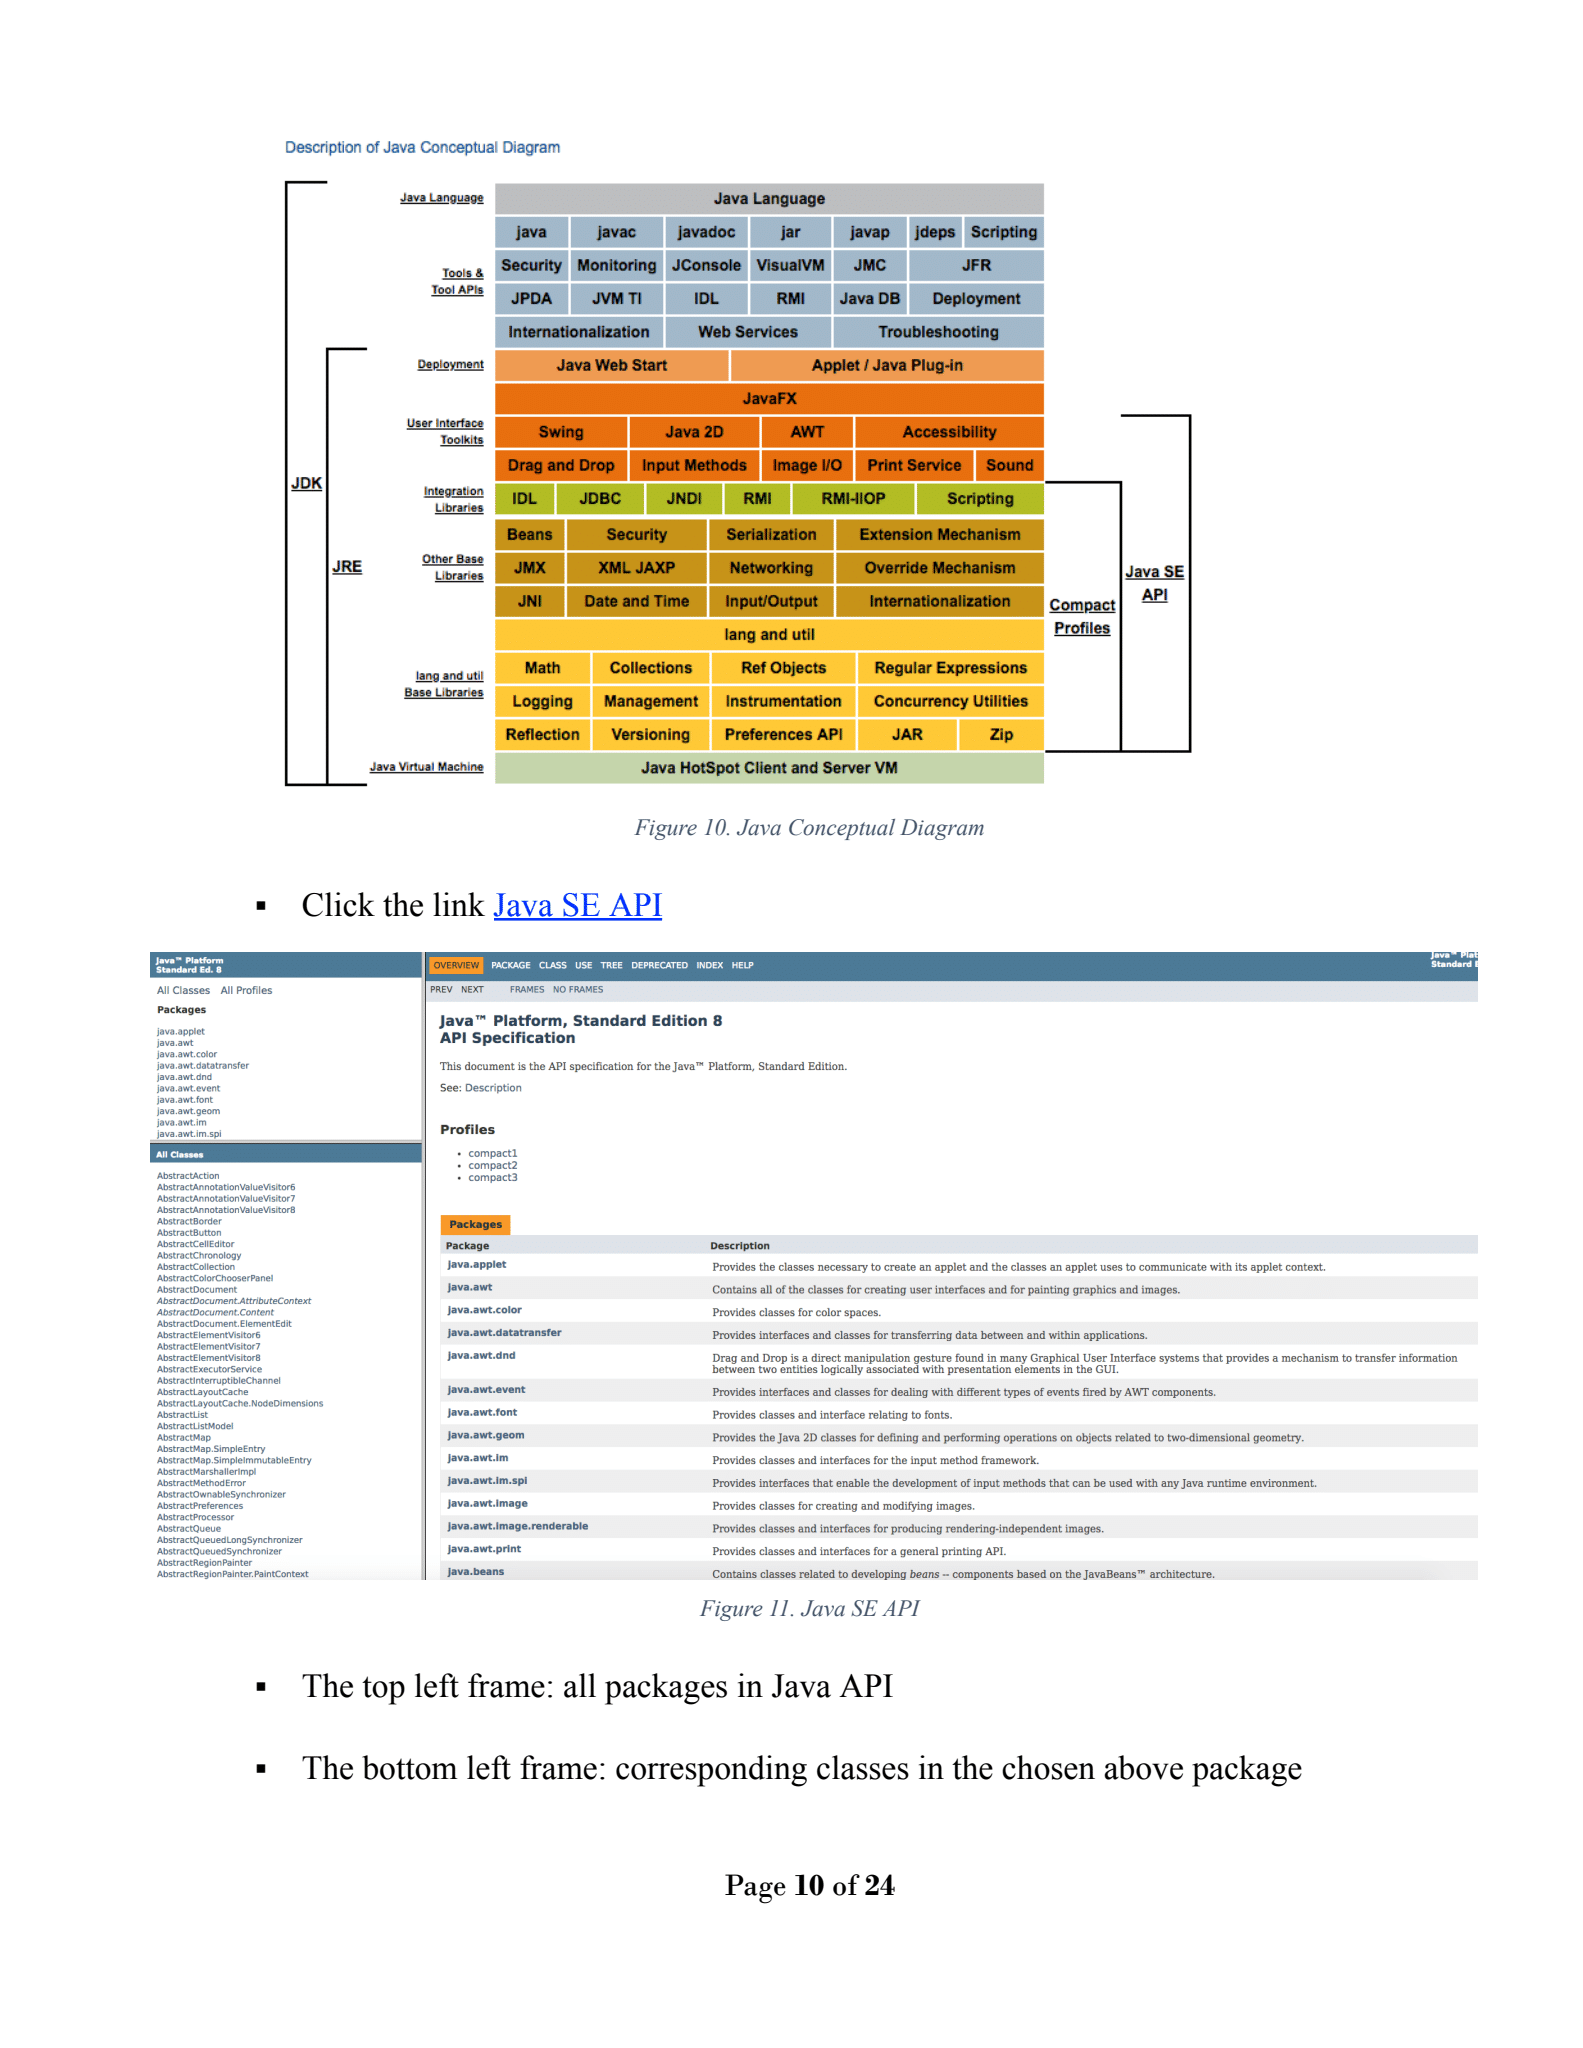 Description of Java Conceptual Diagram
Java Language
Java Language
java javac javadoc jar javap jdeps Scripting
Tools &
Tool APIs
Security Monitoring JConsole VisualVM JMC JFR
JPDA JVM TI IDL RMI Java DB Deployment
Internationalization Web Services Troubleshooting
Deployment
Java Web Start Applet / Java Plug-in
JavaFX
User Interface
Toolkits
Swing Java 2D AWT Accessibility
Drag and Drop Input Methods Image I/O Print Service Sound
JDK
Integration
Libraries
IDL JDBC JNDI RMI RMI-IIOP Scripting
JRE
Other Base
Libraries
Beans Security Serialization Extension Mechanism
JMX XML JAXP Networking Override Mechanism
JNI Date and Time Input/Output Internationalization
Java SE
API
Compact
Profiles
lang and util
lang and util
Base Libraries
Math Collections Ref Objects Regular Expressions
Logging Management Instrumentation Concurrency Utilities
Reflection Versioning Preferences API JAR Zip
Java Virtual Machine
Java HotSpot Client and Server VM
Figure 10. Java Conceptual Diagram
▪ Click the link Java SE API
Java™ Platform
Standard Ed. 8
All Classes All Profiles
Packages
java.applet
java.awt
java.awt.color
java.awt.datatransfer
java.awt.dnd
java.awt.event
java.awt.font
java.awt.geom
java.awt.im
java.awt.im.spi
All Classes
AbstractAction
AbstractAnnotationValueVisitor6
AbstractAnnotationValueVisitor7
AbstractAnnotationValueVisitor8
AbstractBorder
AbstractButton
AbstractCellEditor
AbstractChronology
AbstractCollection
AbstractColorChooserPanel
AbstractDocument
AbstractDocument.AttributeContext
AbstractDocument.Content
AbstractDocument.ElementEdit
AbstractElementVisitor6
AbstractElementVisitor7
AbstractElementVisitor8
AbstractExecutorService
AbstractInterruptibleChannel
AbstractLayoutCache
AbstractLayoutCache.NodeDimensions
AbstractList
AbstractListModel
AbstractMap
AbstractMap.SimpleEntry
AbstractMap.SimpleImmutableEntry
AbstractMarshallerImpl
AbstractMethodError
AbstractOwnableSynchronizer
AbstractPreferences
AbstractProcessor
AbstractQueue
AbstractQueuedLongSynchronizer
AbstractQueuedSynchronizer
AbstractRegionPainter
AbstractRegionPainter.PaintContext
OVERVIEW PACKAGE CLASS USE TREE DEPRECATED INDEX HELP
Java™ Plat
Standard E
PREV NEXT FRAMES NO FRAMES
Java™ Platform, Standard Edition 8
API Specification
This document is the API specification for the Java™ Platform, Standard Edition.
See: Description
Profiles
• compact1
• compact2
• compact3
Packages
Package Description
java.applet Provides the classes necessary to create an applet and the classes an applet uses to communicate with its applet context.
java.awt Contains all of the classes for creating user interfaces and for painting graphics and images.
java.awt.color Provides classes for color spaces.
java.awt.datatransfer Provides interfaces and classes for transferring data between and within applications.
java.awt.dnd Drag and Drop is a direct manipulation gesture found in many Graphical User Interface systems that provides a mechanism to transfer information
between two entities logically associated with presentation elements in the GUI.
java.awt.event Provides interfaces and classes for dealing with different types of events fired by AWT components.
java.awt.font Provides classes and interface relating to fonts.
java.awt.geom Provides the Java 2D classes for defining and performing operations on objects related to two-dimensional geometry.
java.awt.im Provides classes and interfaces for the input method framework.
java.awt.im.spi Provides interfaces that enable the development of input methods that can be used with any Java runtime environment.
java.awt.image Provides classes for creating and modifying images.
java.awt.image.renderable Provides classes and interfaces for producing rendering-independent images.
java.awt.print Provides classes and interfaces for a general printing API.
java.beans Contains classes related to developing beans -- components based on the JavaBeans™ architecture.
Figure 11. Java SE API
▪ The top left frame: all packages in Java API
▪ The bottom left frame: corresponding classes in the chosen above package
Page 10 of 24